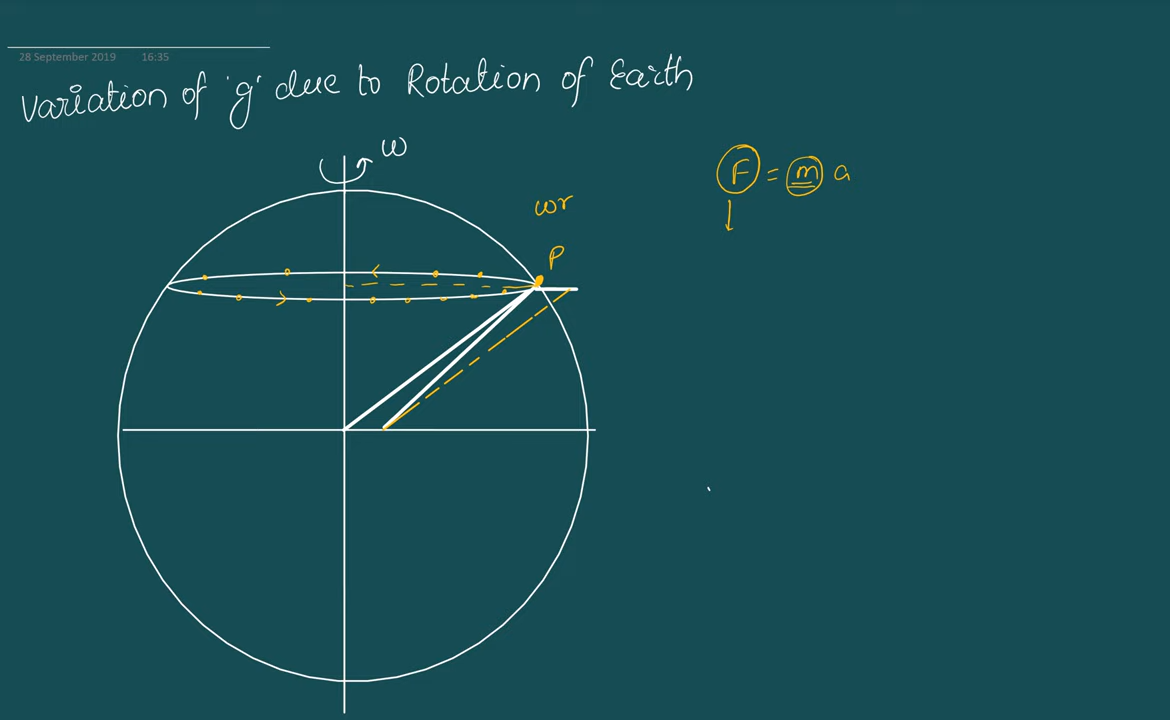 28 September 2019 16:35
Variation of 'g' due to Rotation of Earth
ω
F = m a
ωr
P